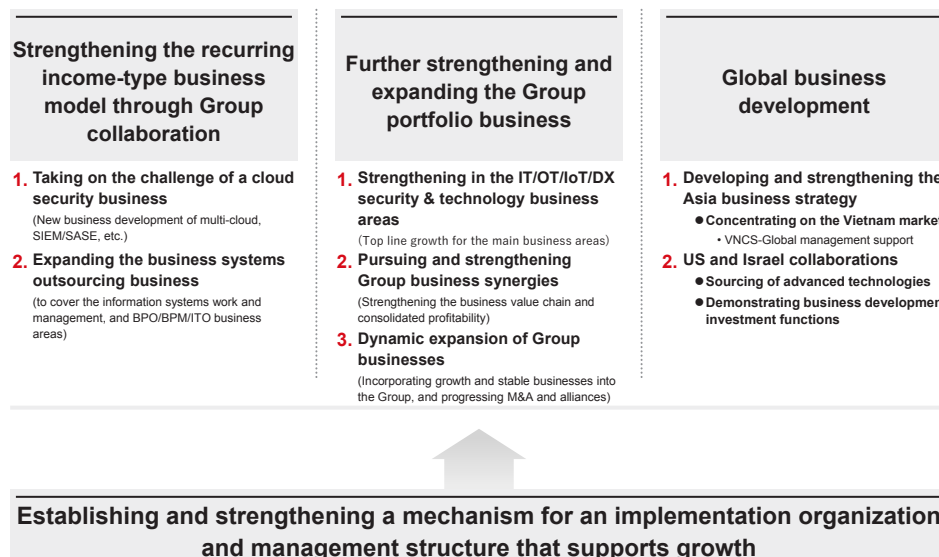 Strengthening the recurring
income-type business
model through Group
collaboration
1. Taking on the challenge of a cloud
security business
(New business development of multi-cloud,
SIEM/SASE, etc.)
2. Expanding the business systems
outsourcing business
(to cover the information systems work and
management, and BPO/BPM/ITO business
areas)
Further strengthening and
expanding the Group
portfolio business
1. Strengthening in the IT/OT/IoT/DX
security & technology business
areas
(Top line growth for the main business areas)
2. Pursuing and strengthening
Group business synergies
(Strengthening the business value chain and
consolidated profitability)
3. Dynamic expansion of Group
businesses
(Incorporating growth and stable businesses into
the Group, and progressing M&A and alliances)
Global business
development
1. Developing and strengthening the
Asia business strategy
● Concentrating on the Vietnam market
• VNCS-Global management support
2. US and Israel collaborations
● Sourcing of advanced technologies
● Demonstrating business developmen
investment functions
Establishing and strengthening a mechanism for an implementation organization
and management structure that supports growth